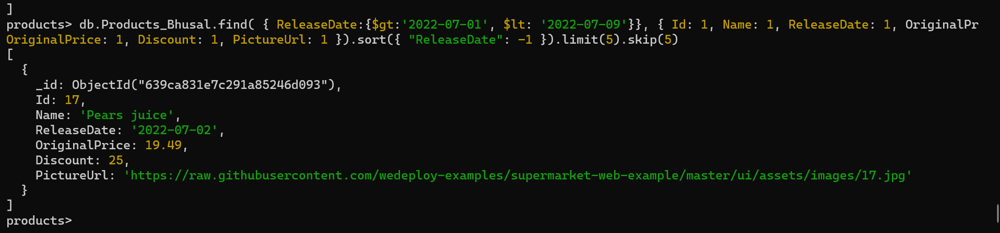 ]
products> db.Products_Bhusal.find( { ReleaseDate:{$gt:'2022-07-01', $lt: '2022-07-09'}}, { Id: 1, Name: 1, ReleaseDate: 1, OriginalPr
OriginalPrice: 1, Discount: 1, PictureUrl: 1 }).sort({ "ReleaseDate": -1 }).limit(5).skip(5)
[
  {
    _id: ObjectId("639ca831e7c291a85246d093"),
    Id: 17,
    Name: 'Pears juice',
    ReleaseDate: '2022-07-02',
    OriginalPrice: 19.49,
    Discount: 25,
    PictureUrl: 'https://raw.githubusercontent.com/wedeploy-examples/supermarket-web-example/master/ui/assets/images/17.jpg'
  }
]
products>